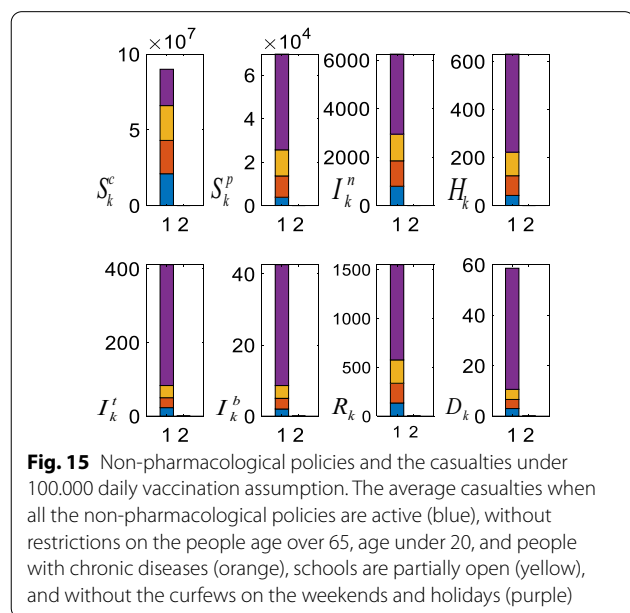 ×10⁷ ×10⁴
10 5 0 S_k^c 1 2
6 4 2 0 S_k^p 1 2
6000 4000 2000 0 I_k^n 1 2
600 400 200 0 H_k 1 2
400 200 0 I_k^t 1 2
40 20 0 I_k^b 1 2
1500 1000 500 0 R_k 1 2
60 40 20 0 D_k 1 2
Fig. 15 Non-pharmacological policies and the casualties under
100.000 daily vaccination assumption. The average casualties when
all the non-pharmacological policies are active (blue), without
restrictions on the people age over 65, age under 20, and people
with chronic diseases (orange), schools are partially open (yellow),
and without the curfews on the weekends and holidays (purple)